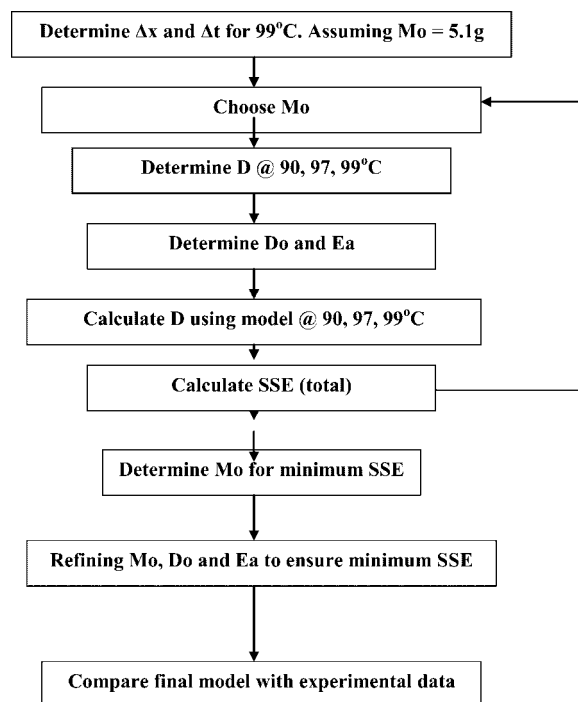 Determine Δx and Δt for 99°C. Assuming Mo = 5.1g
Choose Mo
Determine D @ 90, 97, 99°C
Determine Do and Ea
Calculate D using model @ 90, 97, 99°C
Calculate SSE (total)
Determine Mo for minimum SSE
Refining Mo, Do and Ea to ensure minimum SSE
Compare final model with experimental data